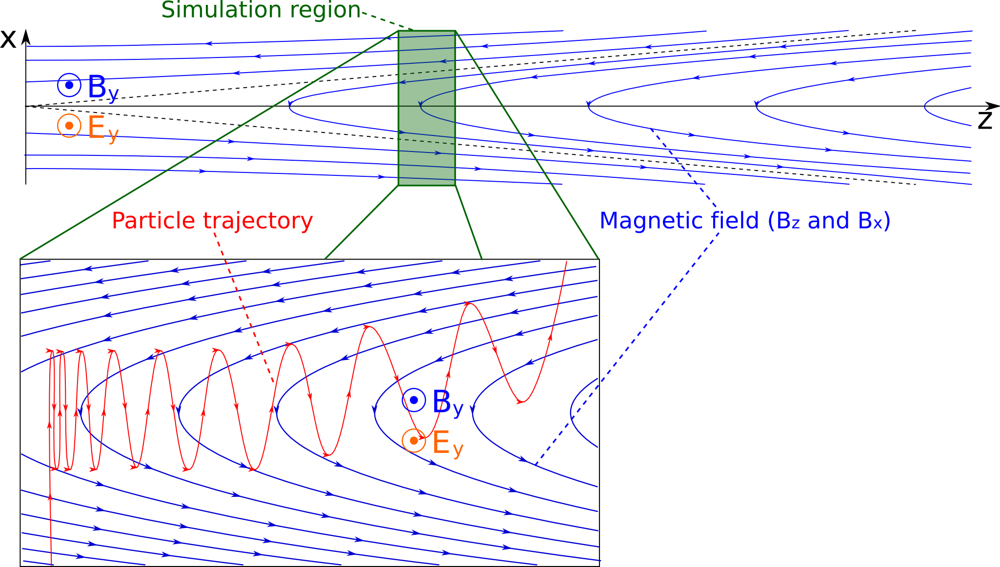 Simulation region
x
By
Ey
z
Particle trajectory
Magnetic field (Bz and Bx)
By
Ey